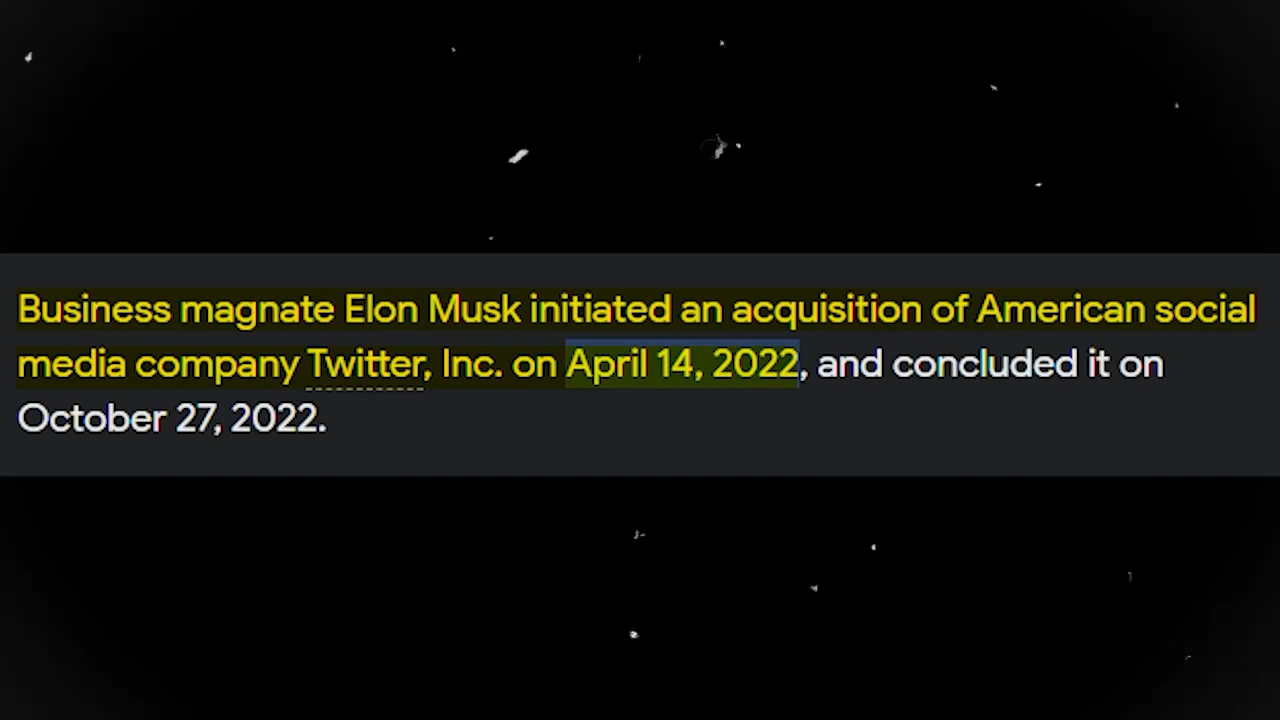 Business magnate Elon Musk initiated an acquisition of American social
media company Twitter, Inc. on April 14, 2022, and concluded it on
October 27, 2022.